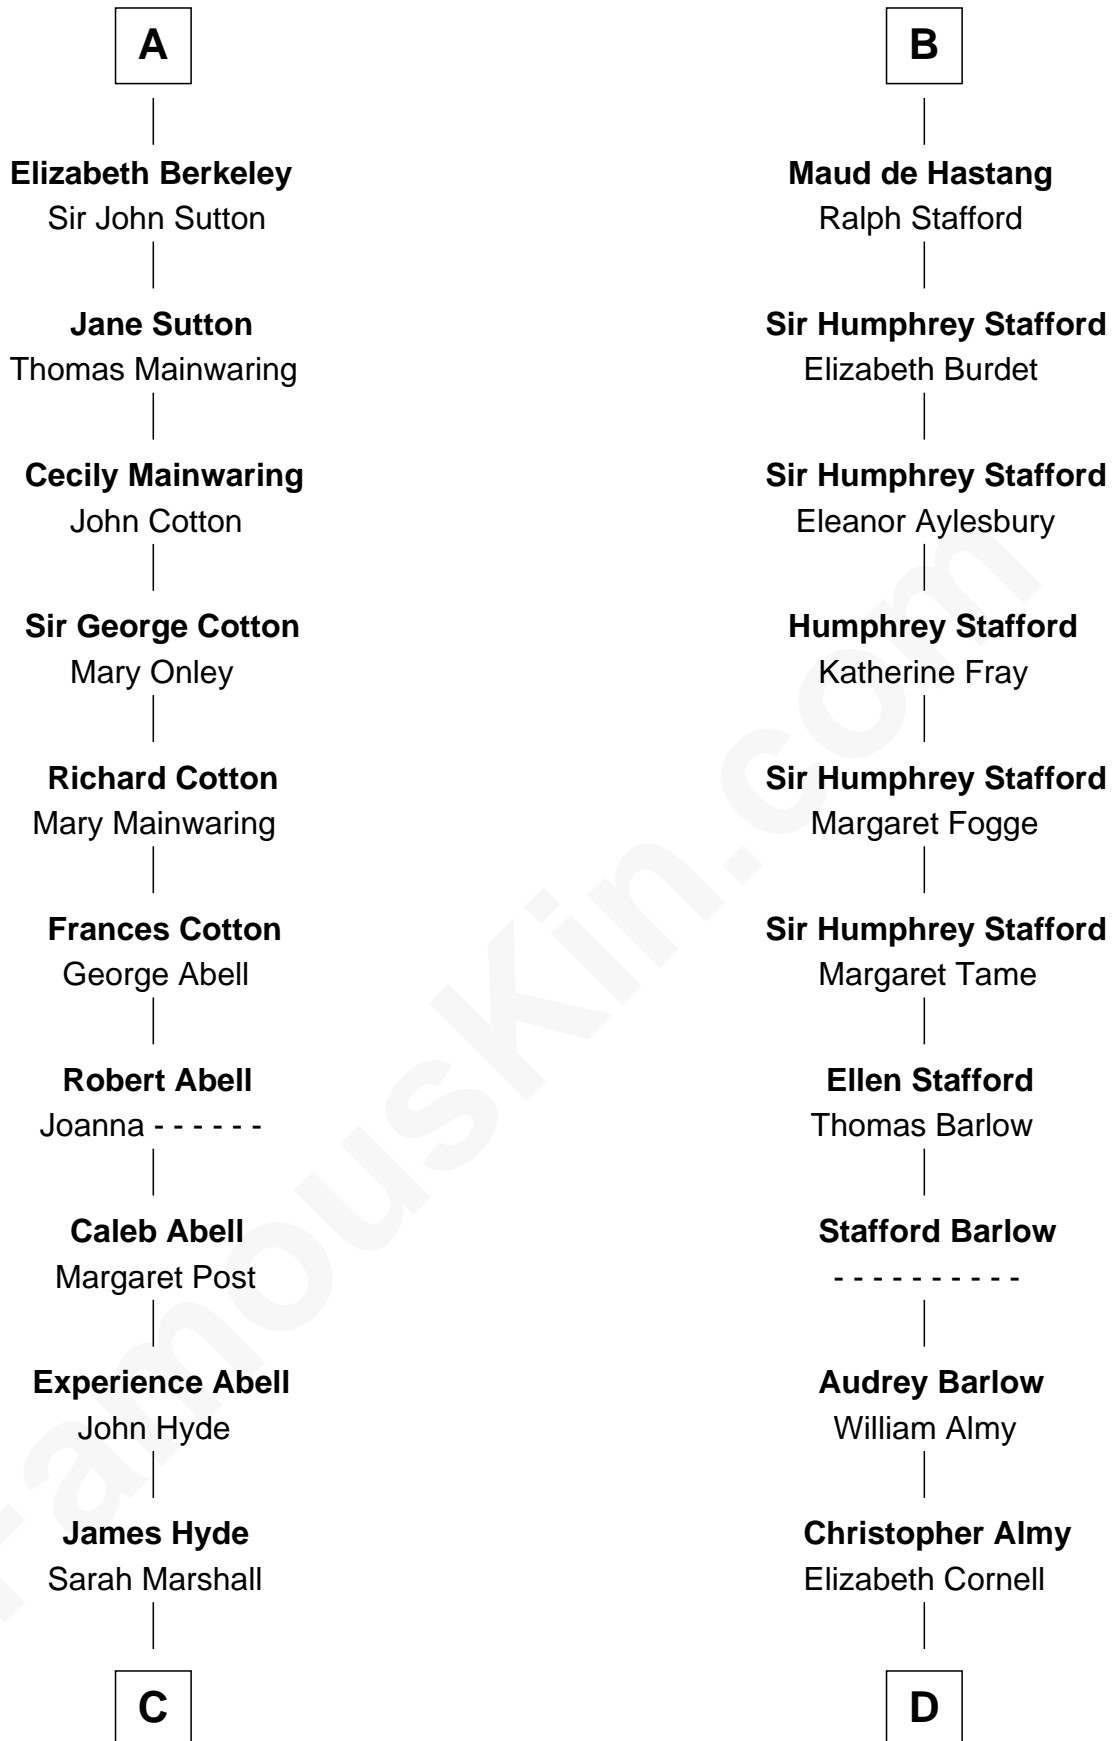 A
Elizabeth Berkeley
Sir John Sutton
Jane Sutton
Thomas Mainwaring
Cecily Mainwaring
John Cotton
Sir George Cotton
Mary Onley
Richard Cotton
Mary Mainwaring
Frances Cotton
George Abell
Robert Abell
Joanna - - - - - -
Caleb Abell
Margaret Post
Experience Abell
John Hyde
James Hyde
Sarah Marshall
C
B
Maud de Hastang
Ralph Stafford
Sir Humphrey Stafford
Elizabeth Burdet
Sir Humphrey Stafford
Eleanor Aylesbury
Humphrey Stafford
Katherine Fray
Sir Humphrey Stafford
Margaret Fogge
Sir Humphrey Stafford
Margaret Tame
Ellen Stafford
Thomas Barlow
Stafford Barlow
- - - - - - - - - -
Audrey Barlow
William Almy
Christopher Almy
Elizabeth Cornell
D
FamousKin.com